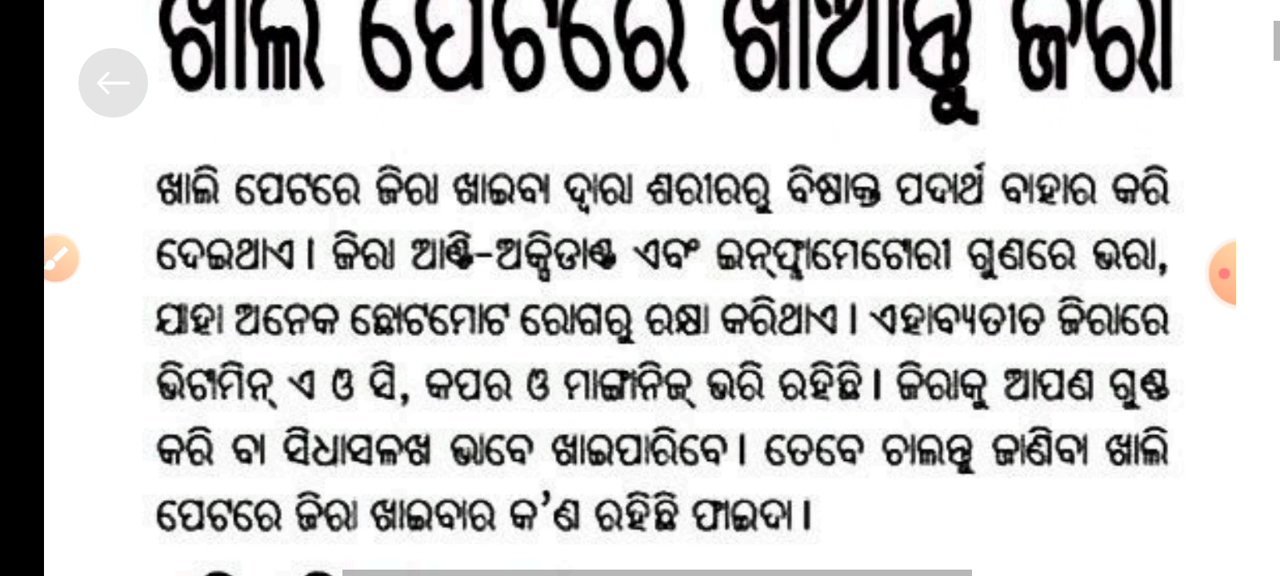 ଖାଲି ପେଟରେ ଖାଆନ୍ତୁ ଜିରା
ଖାଲି ପେଟରେ ଜିରା ଖାଇବା ଦ୍ୱାରା ଶରୀରରୁ ବିଷାକ୍ତ ପଦାର୍ଥ ବାହାର କରି
ଦେଇଥାଏ। ଜିରା ଆଣ୍ଟି-ଅକ୍ସିଡାଣ୍ଟ ଏବଂ ଇନ୍‌ଫ୍ଲାମେଟୋରୀ ଗୁଣରେ ଭରା,
ଯାହା ଅନେକ ଛୋଟମୋଟ ରୋଗରୁ ରକ୍ଷା କରିଥାଏ। ଏହାବ୍ୟତୀତ ଜିରାରେ
ଭିଟାମିନ୍ ଏ ଓ ସି, କପର ଓ ମାଙ୍ଗାନିଜ୍ ଭରି ରହିଛି। ଜିରାକୁ ଆପଣ ଗୁଣ୍ଡ
କରି ବା ସିଧାସଳଖ ଭାବେ ଖାଇପାରିବେ। ତେବେ ଚାଲନ୍ତୁ ଜାଣିବା ଖାଲି
ପେଟରେ ଜିରା ଖାଇବାର କ'ଣ ରହିଛି ଫାଇଦା।